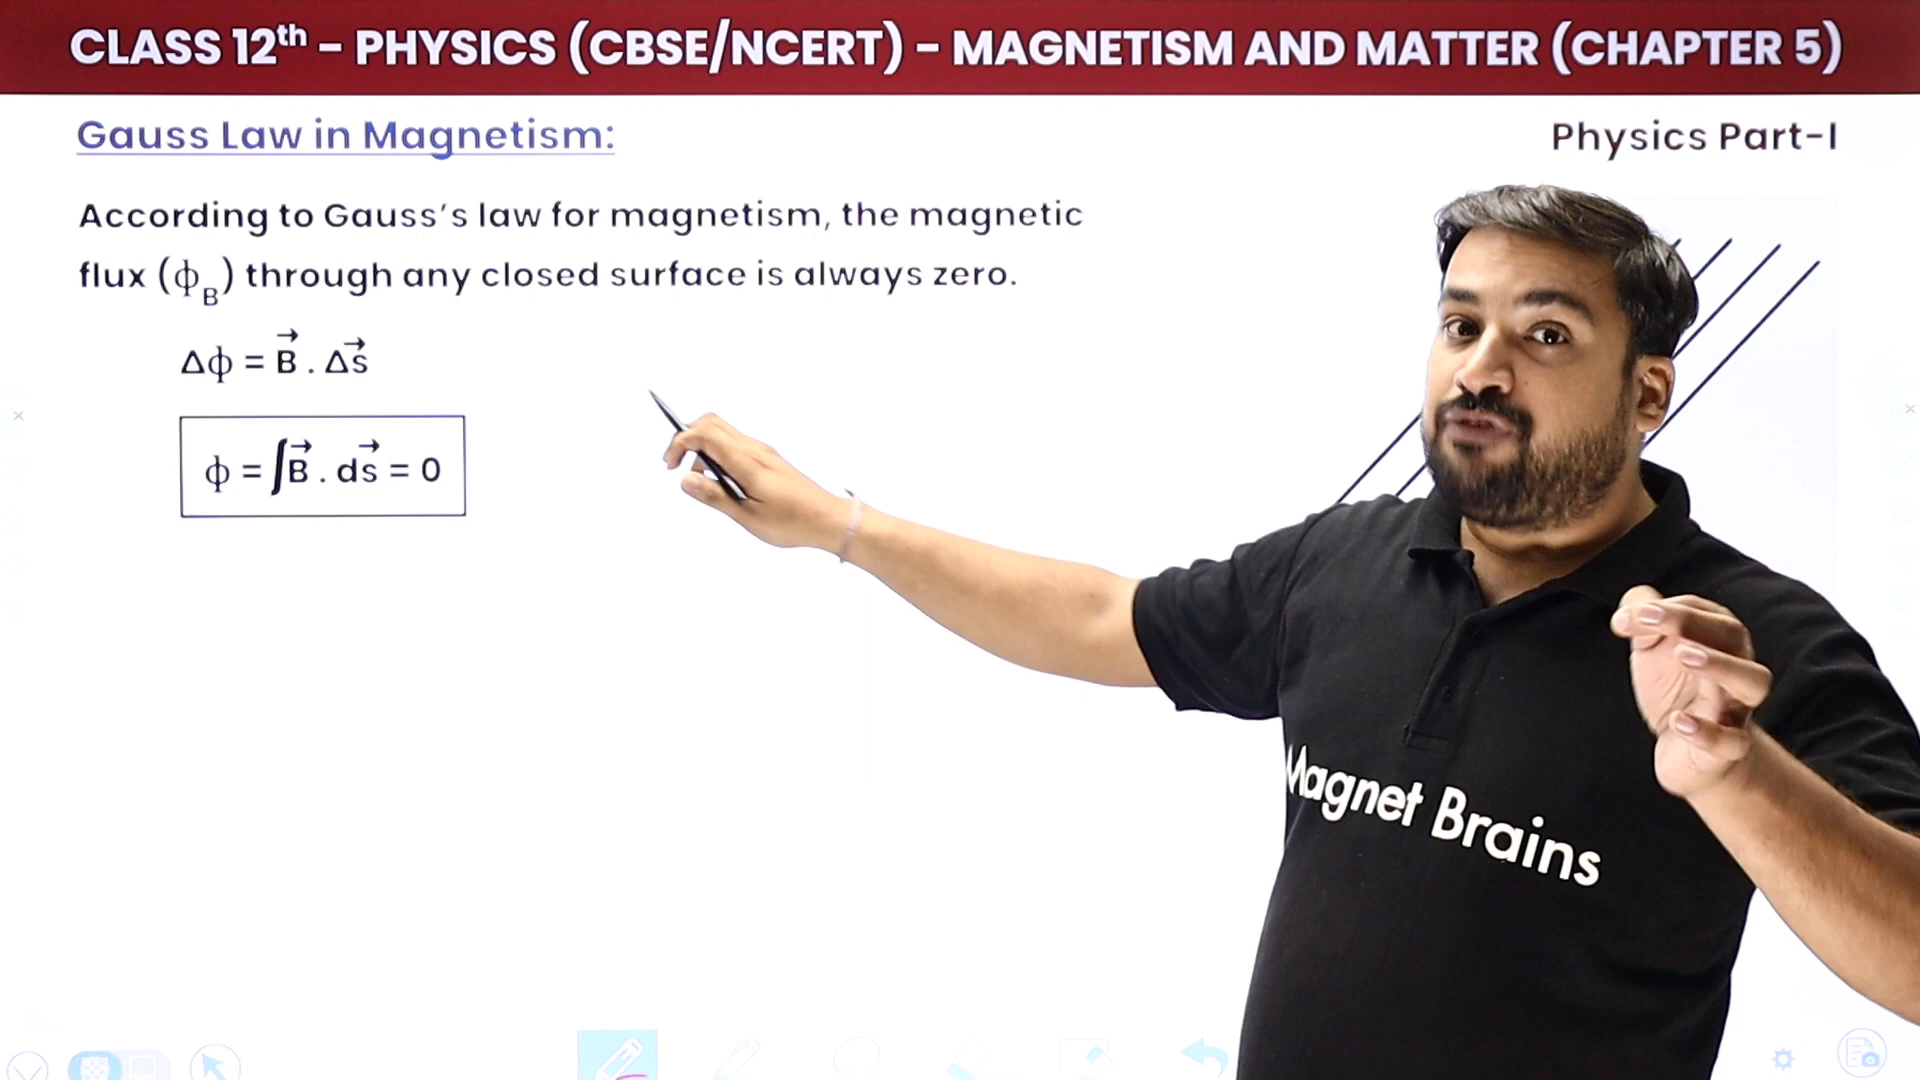 CLASS 12th – PHYSICS (CBSE/NCERT) – MAGNETISM AND MATTER (CHAPTER 5)
Gauss Law in Magnetism:
Physics Part-I
According to Gauss's law for magnetism, the magnetic
flux (ϕ_B) through any closed surface is always zero.
Δϕ = B⃗ . Δs⃗
ϕ = ∫B⃗ . ds⃗ = 0
Magnet Brains